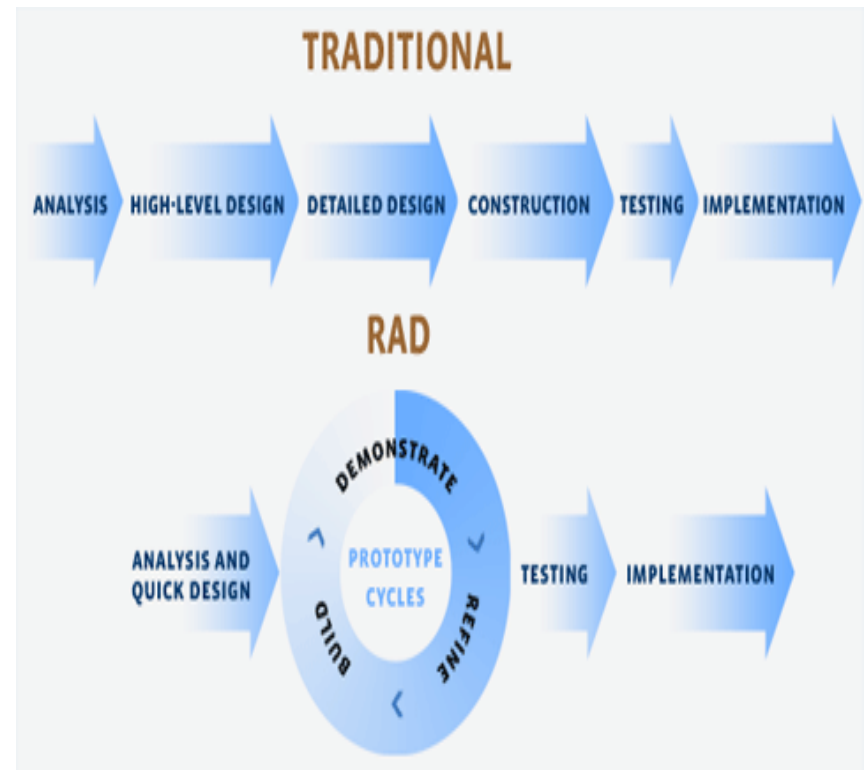 TRADITIONAL
ANALYSIS
HIGH-LEVEL DESIGN
DETAILED DESIGN
CONSTRUCTION
TESTING
IMPLEMENTATION
RAD
ANALYSIS AND
QUICK DESIGN
DEMONSTRATE
REFINE
BUILD
PROTOTYPE
CYCLES
TESTING
IMPLEMENTATION